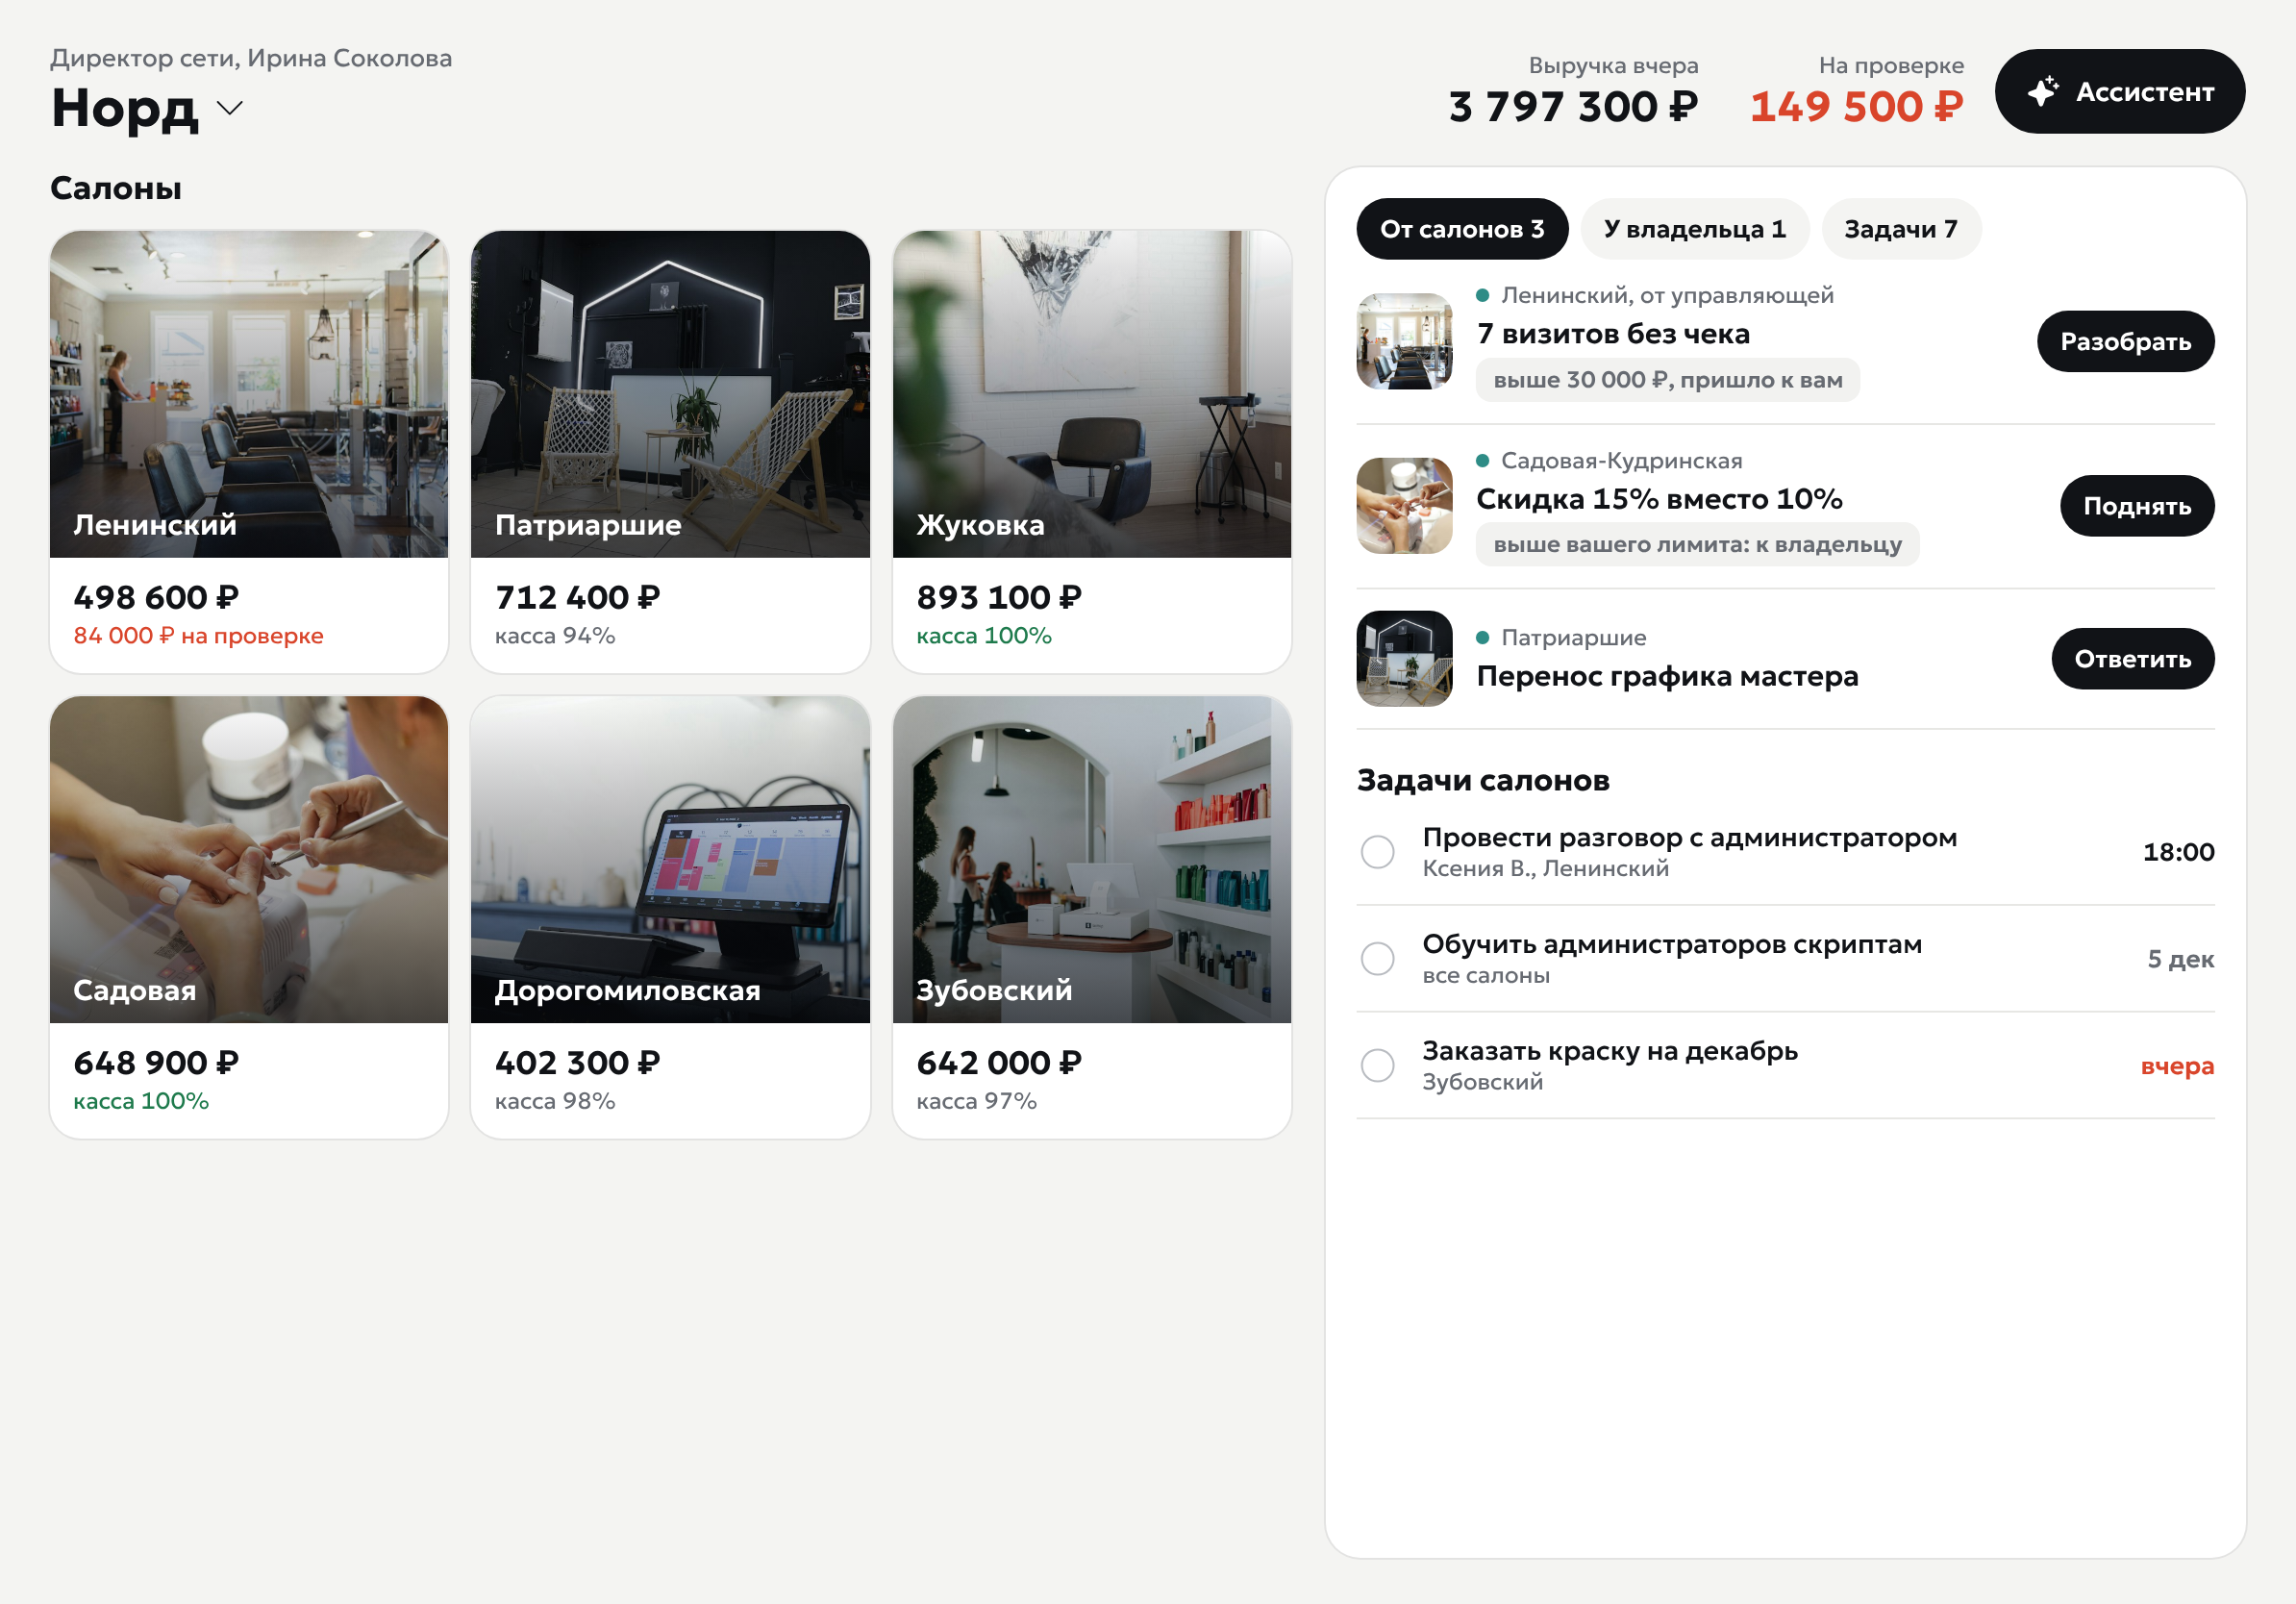 Директор сети, Ирина Соколова
Норд
Выручка вчера
3 797 300 ₽
На проверке
149 500 ₽
Ассистент
Салоны
Ленинский
498 600 ₽
84 000 ₽ на проверке
Патриаршие
712 400 ₽
касса 94%
Жуковка
893 100 ₽
касса 100%
Садовая
648 900 ₽
касса 100%
Дорогомиловская
402 300 ₽
касса 98%
Зубовский
642 000 ₽
касса 97%
От салонов 3
У владельца 1
Задачи 7
Ленинский, от управляющей
7 визитов без чека
выше 30 000 ₽, пришло к вам
Разобрать
Садовая-Кудринская
Скидка 15% вместо 10%
выше вашего лимита: к владельцу
Поднять
Патриаршие
Перенос графика мастера
Ответить
Задачи салонов
Провести разговор с администратором
Ксения В., Ленинский
18:00
Обучить администраторов скриптам
все салоны
5 дек
Заказать краску на декабрь
Зубовский
вчера